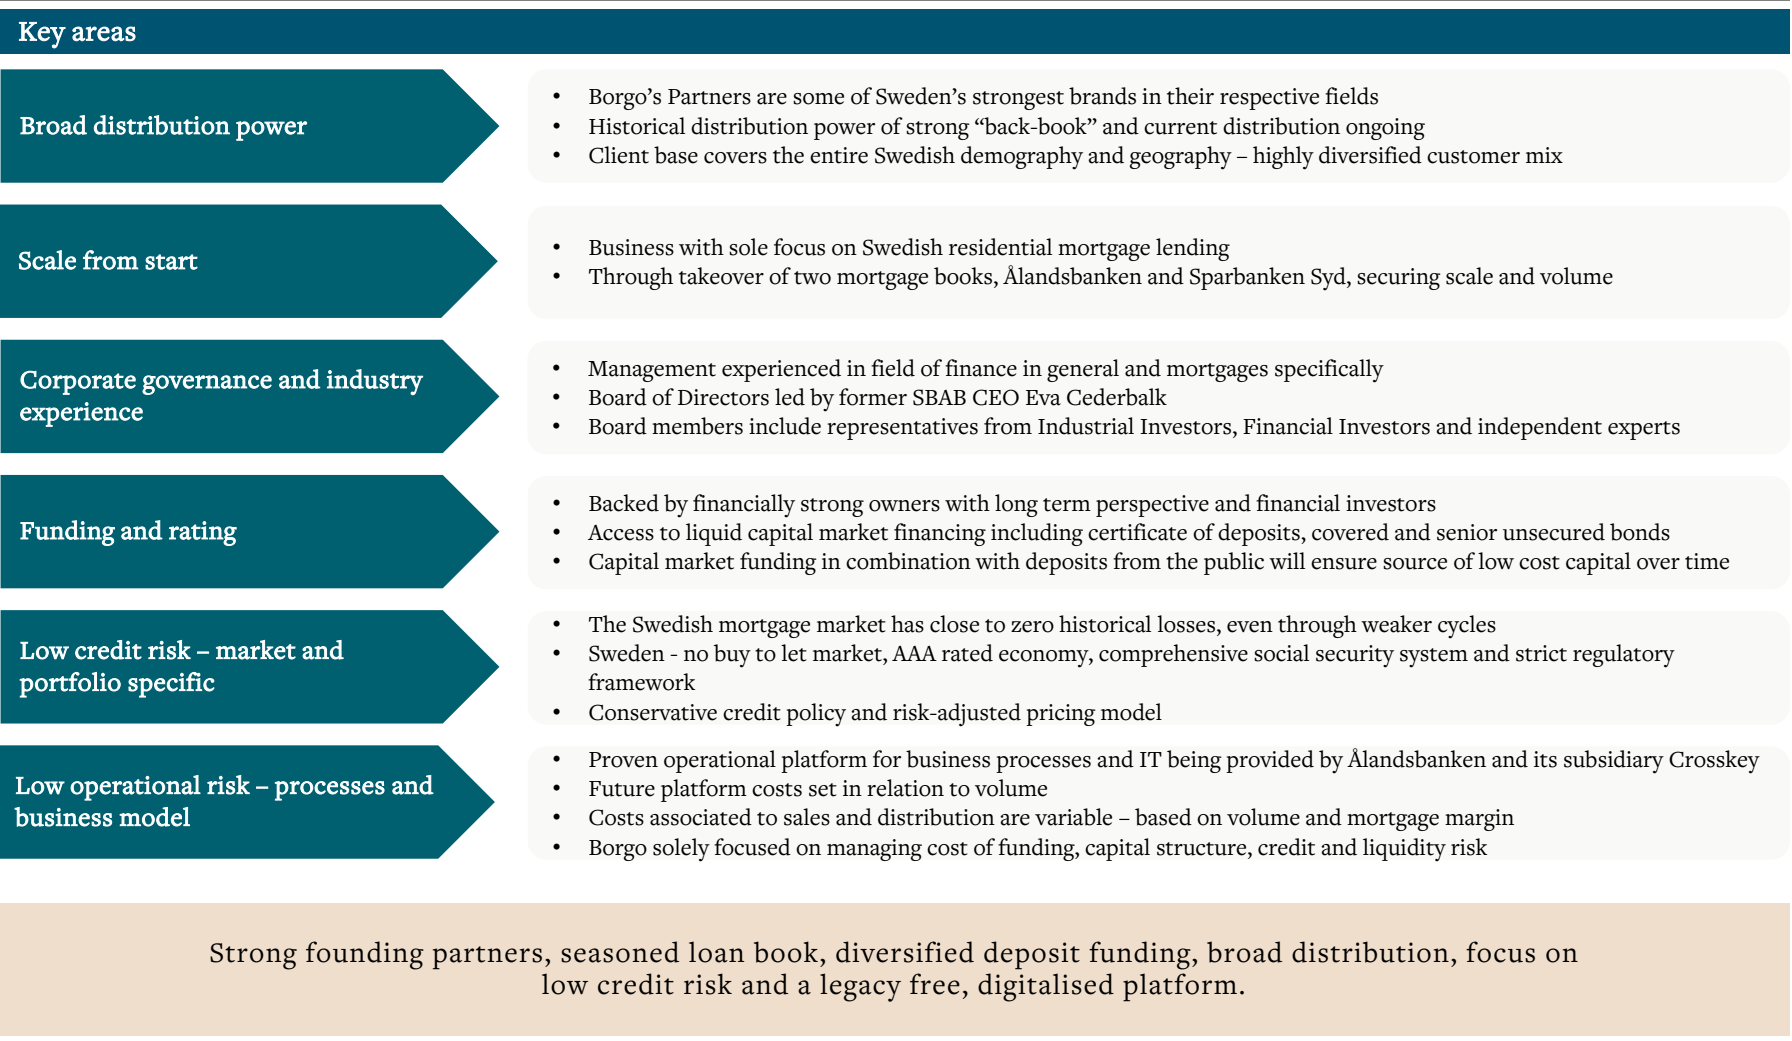 Key areas
Broad distribution power
• Borgo’s Partners are some of Sweden’s strongest brands in their respective fields
• Historical distribution power of strong “back-book” and current distribution ongoing
• Client base covers the entire Swedish demography and geography – highly diversified customer mix
Scale from start
• Business with sole focus on Swedish residential mortgage lending
• Through takeover of two mortgage books, Ålandsbanken and Sparbanken Syd, securing scale and volume
Corporate governance and industry
experience
• Management experienced in field of finance in general and mortgages specifically
• Board of Directors led by former SBAB CEO Eva Cederbalk
• Board members include representatives from Industrial Investors, Financial Investors and independent experts
Funding and rating
• Backed by financially strong owners with long term perspective and financial investors
• Access to liquid capital market financing including certificate of deposits, covered and senior unsecured bonds
• Capital market funding in combination with deposits from the public will ensure source of low cost capital over time
Low credit risk – market and
portfolio specific
• The Swedish mortgage market has close to zero historical losses, even through weaker cycles
• Sweden - no buy to let market, AAA rated economy, comprehensive social security system and strict regulatory
framework
• Conservative credit policy and risk-adjusted pricing model
Low operational risk – processes and
business model
• Proven operational platform for business processes and IT being provided by Ålandsbanken and its subsidiary Crosskey
• Future platform costs set in relation to volume
• Costs associated to sales and distribution are variable – based on volume and mortgage margin
• Borgo solely focused on managing cost of funding, capital structure, credit and liquidity risk
Strong founding partners, seasoned loan book, diversified deposit funding, broad distribution, focus on
low credit risk and a legacy free, digitalised platform.